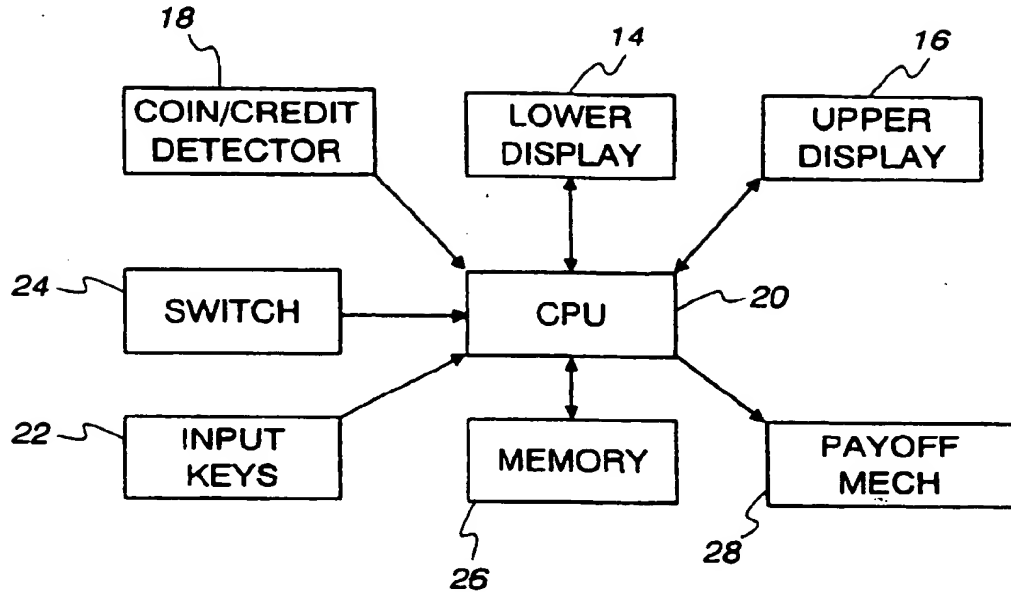 18
14
16
COIN/CREDIT
DETECTOR
LOWER
DISPLAY
UPPER
DISPLAY
24
SWITCH
CPU
20
22
INPUT
KEYS
MEMORY
PAYOFF
MECH
26
28